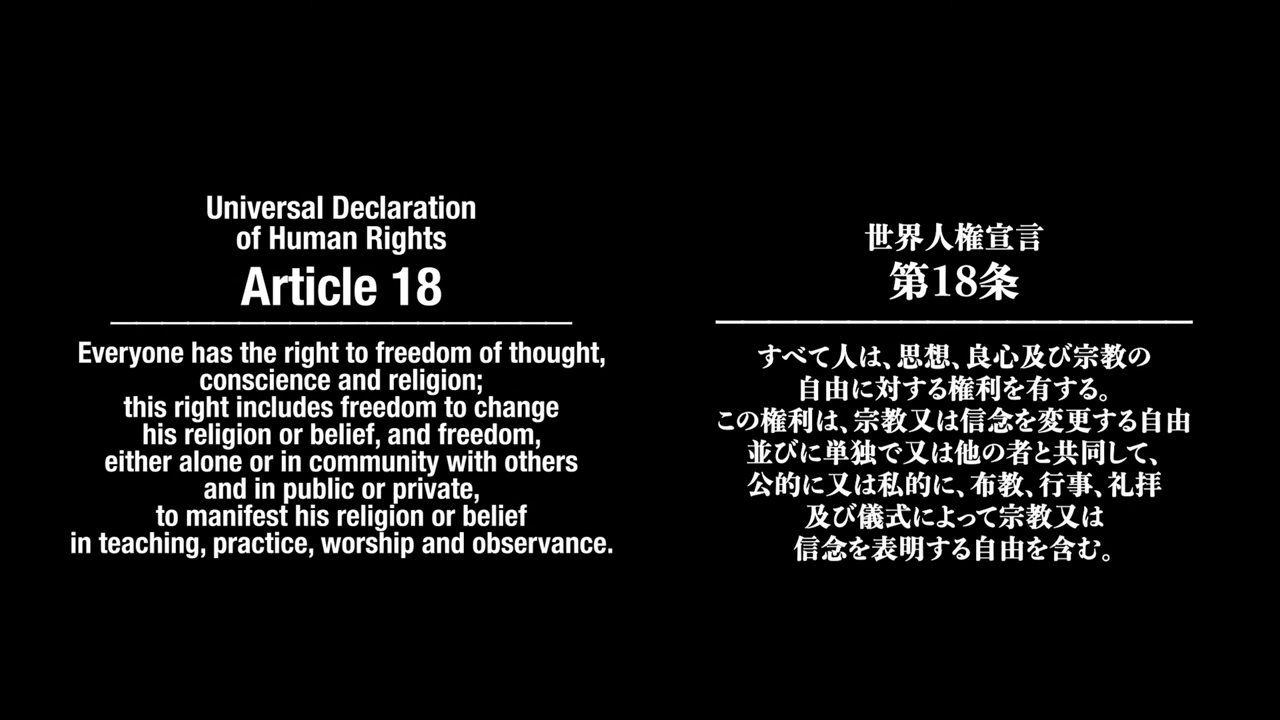 Universal Declaration
of Human Rights
Article 18
Everyone has the right to freedom of thought,
conscience and religion;
this right includes freedom to change
his religion or belief, and freedom,
either alone or in community with others
and in public or private,
to manifest his religion or belief
in teaching, practice, worship and observance.
世界人権宣言
第18条
すべて人は、思想、良心及び宗教の
自由に対する権利を有する。
この権利は、宗教又は信念を変更する自由
並びに単独で又は他の者と共同して、
公的に又は私的に、布教、行事、礼拝
及び儀式によって宗教又は
信念を表明する自由を含む。